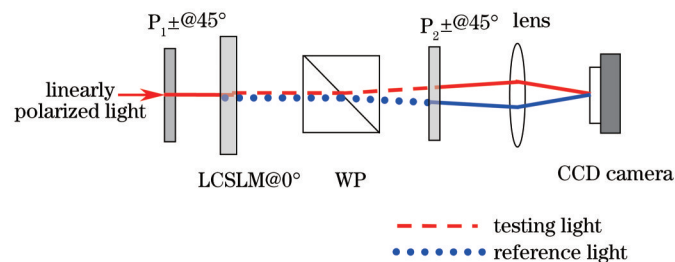 P₁±@45°
P₂±@45°
lens
linearly
polarized light
LCSLM@0°
WP
CCD camera
testing light
reference light